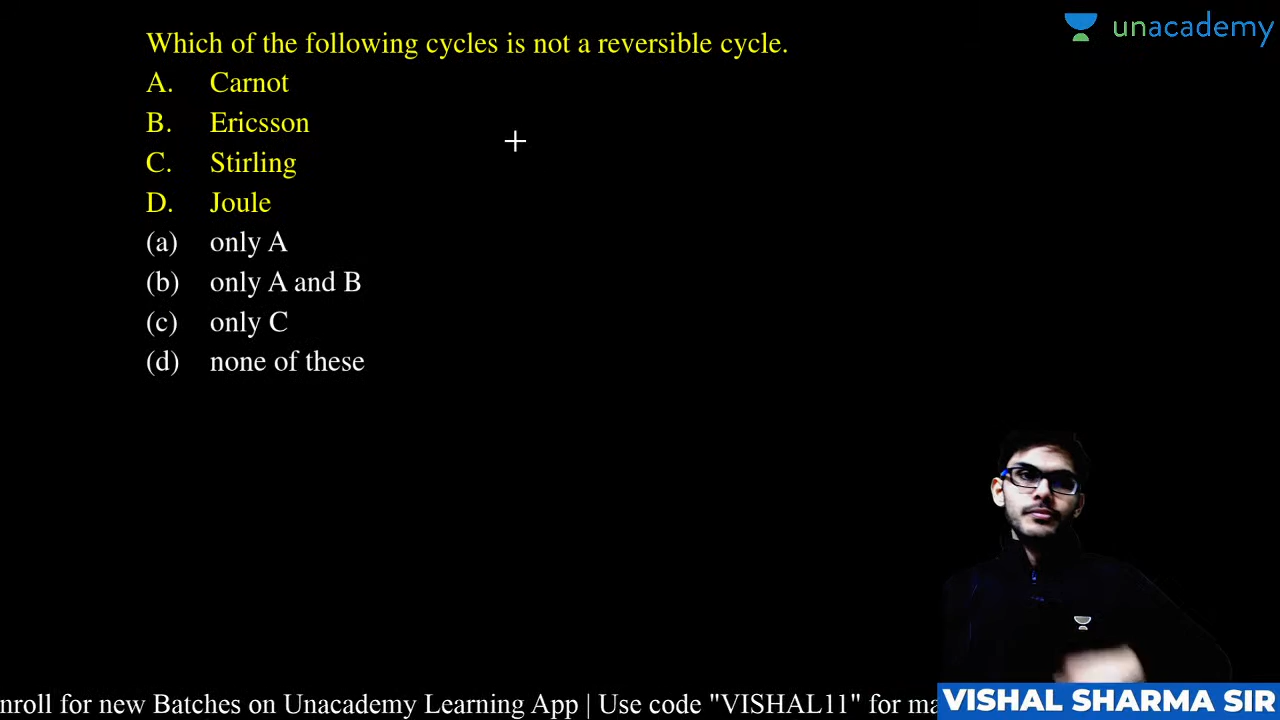 unacademy
Which of the following cycles is not a reversible cycle.
A. Carnot
B. Ericsson
C. Stirling
D. Joule
(a) only A
(b) only A and B
(c) only C
(d) none of these
nroll for new Batches on Unacademy Learning App | Use code "VISHAL11" for ma
VISHAL SHARMA SIR